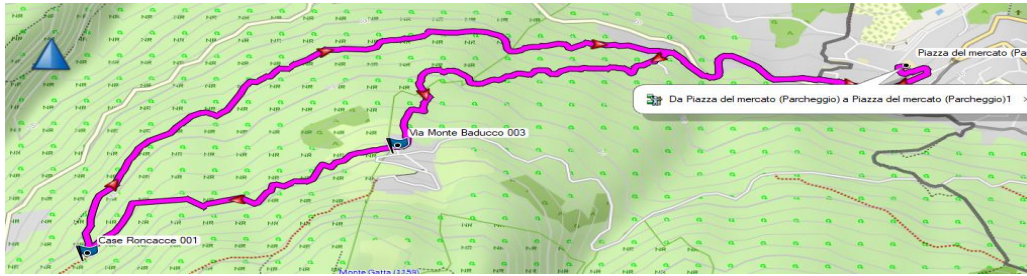 Piazza del mercato (Pa
Da Piazza del mercato (Parcheggio) a Piazza del mercato (Parcheggio)1
Via Monte Baducco 003
Case Roncacce 001
Monte Gatta (1159)